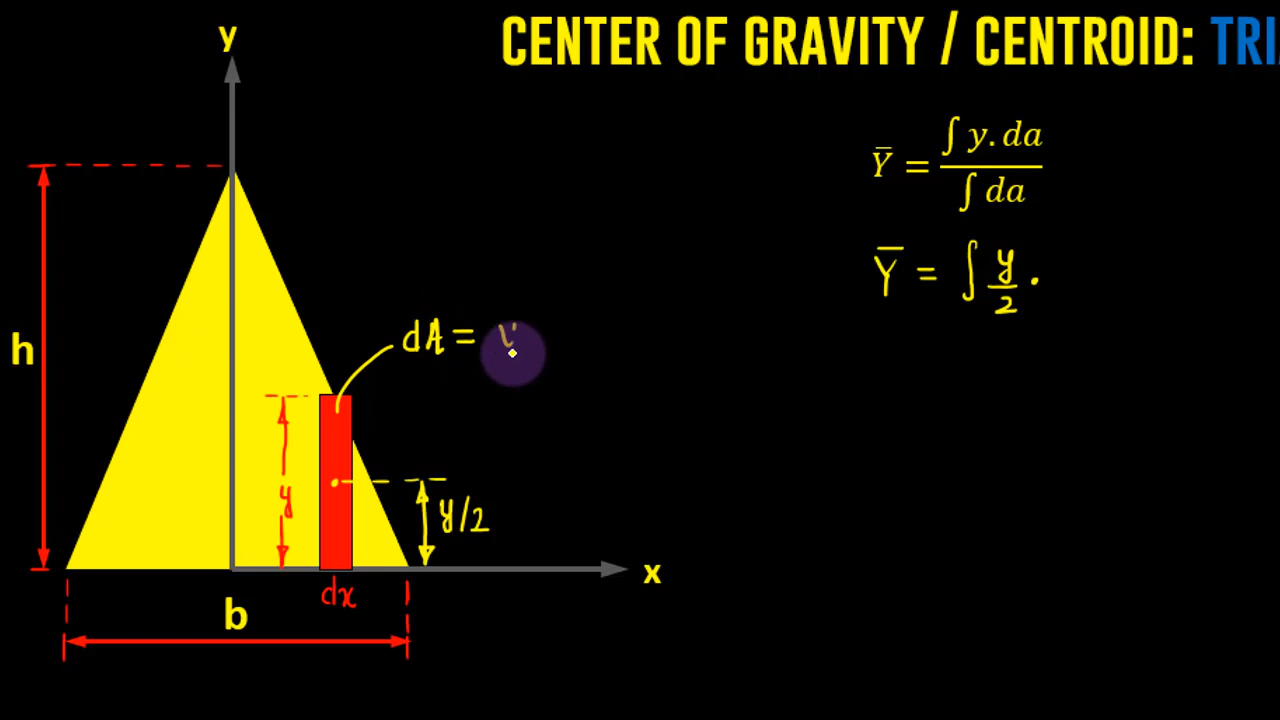 CENTER OF GRAVITY / CENTROID: TRI
y
Ȳ = ∫ y. da / ∫ da
Ȳ = ∫ y/2 .
h
dA =
y
y/2
x
dx
b